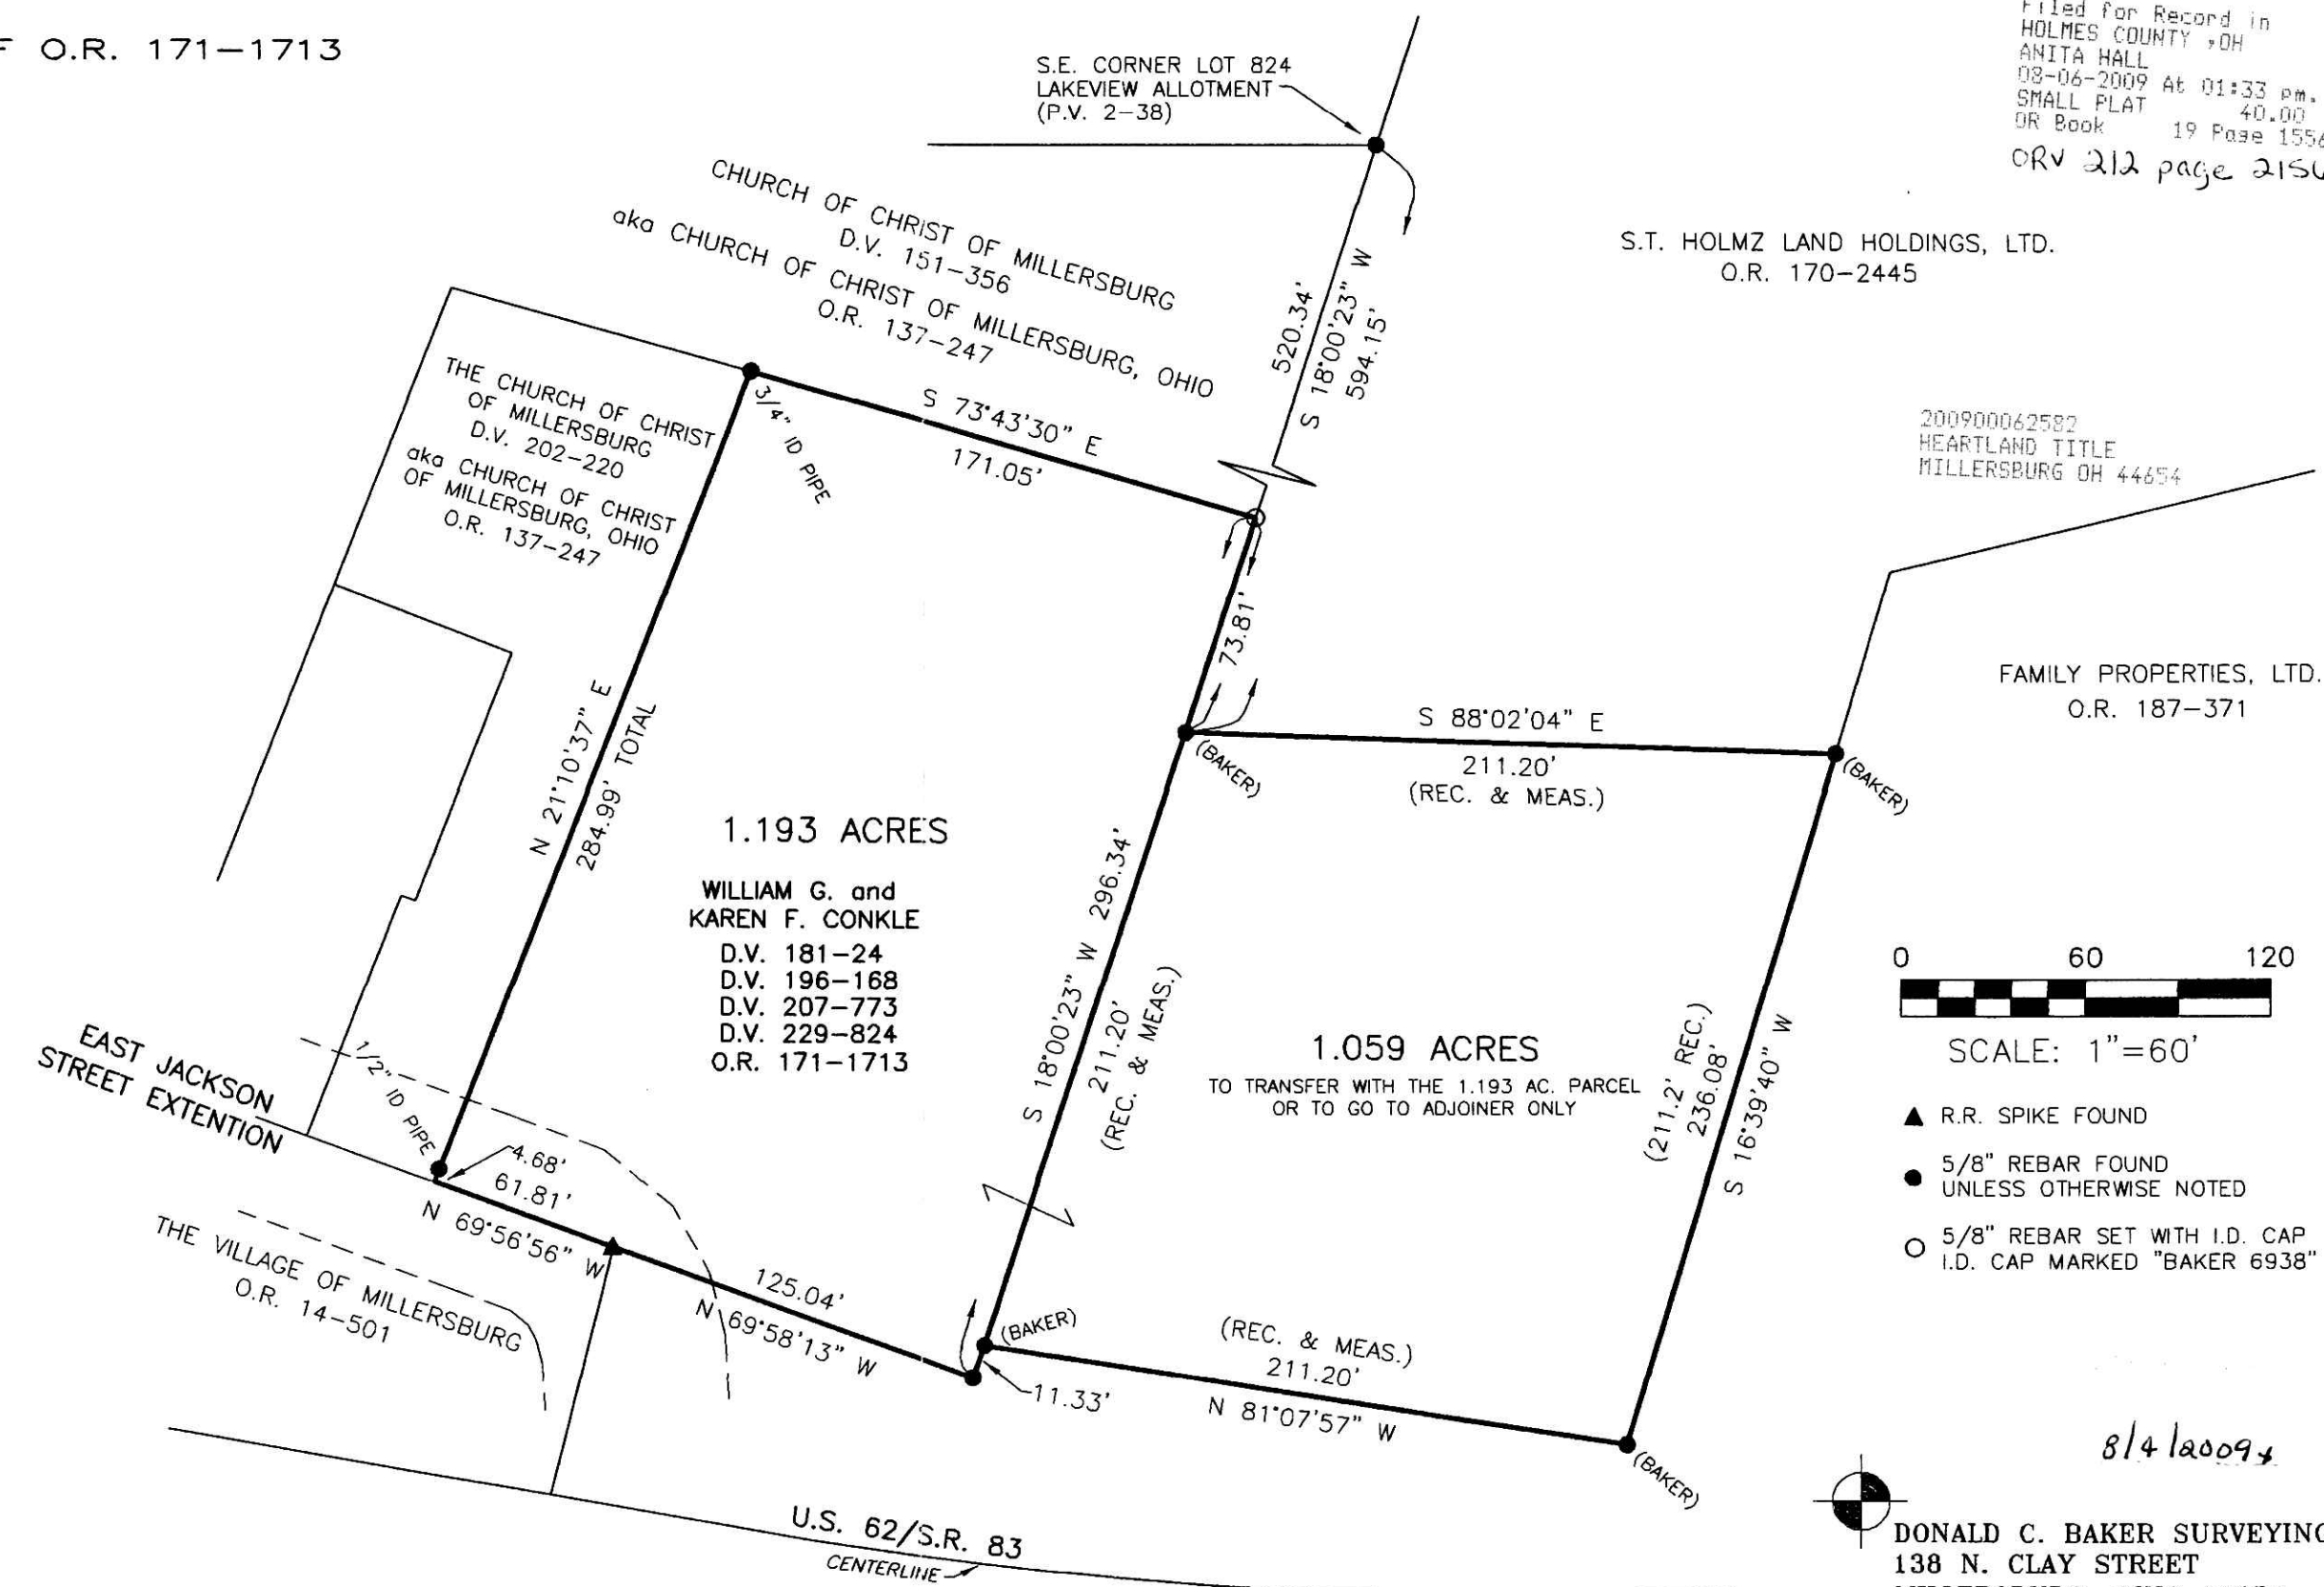 O.R. 171-1713
Filed for Record in
HOLMES COUNTY ,OH
ANITA HALL
08-06-2009 At 01:33 pm.
SMALL PLAT 40.00
OR Book 19 Page 1556
ORV 212 page
S.E. CORNER LOT 824
LAKEVIEW ALLOTMENT
(P.V. 2-38)
CHURCH OF CHRIST OF MILLERSBURG
D.V. 151-356
aka CHURCH OF CHRIST OF MILLERSBURG, OHIO
O.R. 137-247
S.T. HOLMZ LAND HOLDINGS, LTD.
O.R. 170-2445
520.34'
S 18°00'23" W
594.15'
THE CHURCH OF CHRIST
OF MILLERSBURG
D.V. 202-220
aka CHURCH OF CHRIST
OF MILLERSBURG, OHIO
O.R. 137-247
3/4" ID PIPE
S 73°43'30" E
171.05'
200900062582
HEARTLAND TITLE
MILLERSBURG OH 44654
73.81'
FAMILY PROPERTIES, LTD.
O.R. 187-371
N 21°10'37" E
284.99' TOTAL
(BAKER)
S 88°02'04" E
211.20'
(REC. & MEAS.)
(BAKER)
1.193 ACRES
WILLIAM G. and
KAREN F. CONKLE
D.V. 181-24
D.V. 196-168
D.V. 207-773
D.V. 229-824
O.R. 171-1713
S 18°00'23" W 296.34'
211.20'
(REC. & MEAS.)
1.059 ACRES
TO TRANSFER WITH THE 1.193 AC. PARCEL
OR TO GO TO ADJOINER ONLY
(211.2' REC.)
236.08'
S 16°39'40" W
0 60 120
SCALE: 1"=60'
R.R. SPIKE FOUND
5/8" REBAR FOUND
UNLESS OTHERWISE NOTED
5/8" REBAR SET WITH I.D. CAP
I.D. CAP MARKED "BAKER 6938"
EAST JACKSON
STREET EXTENTION
1/2" ID PIPE
4.68'
61.81'
N 69°56'56" W
THE VILLAGE OF MILLERSBURG
O.R. 14-501
125.04'
N 69°58'13" W
(BAKER)
11.33'
(REC. & MEAS.)
211.20'
N 81°07'57" W
(BAKER)
U.S. 62/S.R. 83
CENTERLINE
8/4/2009
DONALD C. BAKER SURVEYING
138 N. CLAY STREET